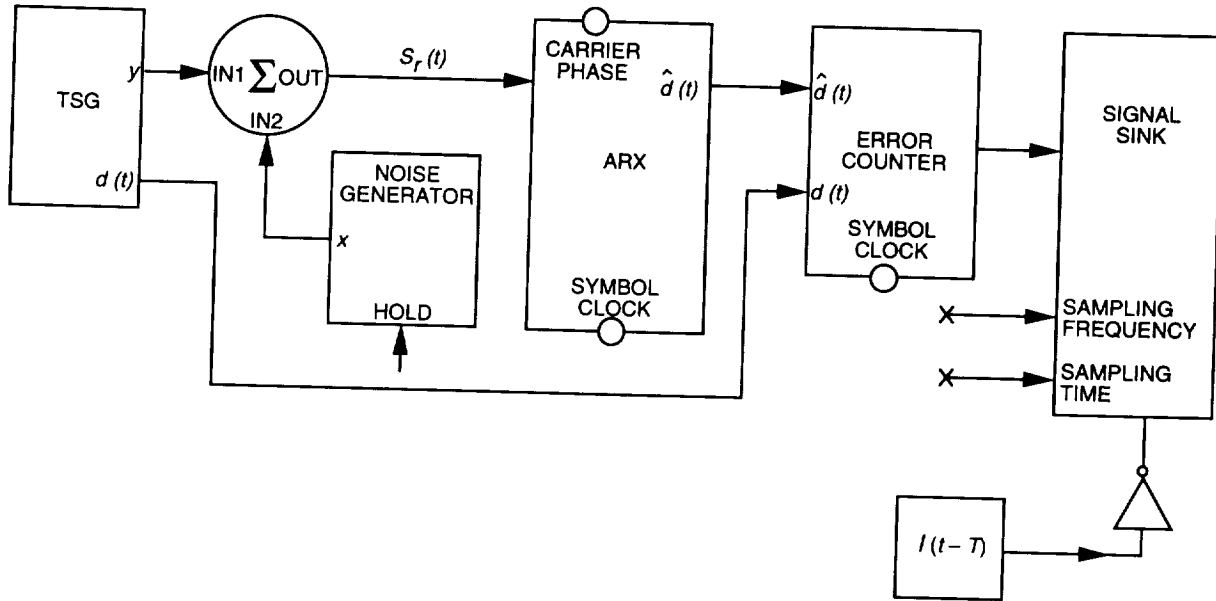 TSG
y
d (t)
IN1 ∑ OUT
IN2
S_r (t)
NOISE
GENERATOR
x
HOLD
CARRIER
PHASE
d̂ (t)
ARX
SYMBOL
CLOCK
d̂ (t)
ERROR
COUNTER
d (t)
SYMBOL
CLOCK
SIGNAL
SINK
SAMPLING
FREQUENCY
SAMPLING
TIME
I (t – T)